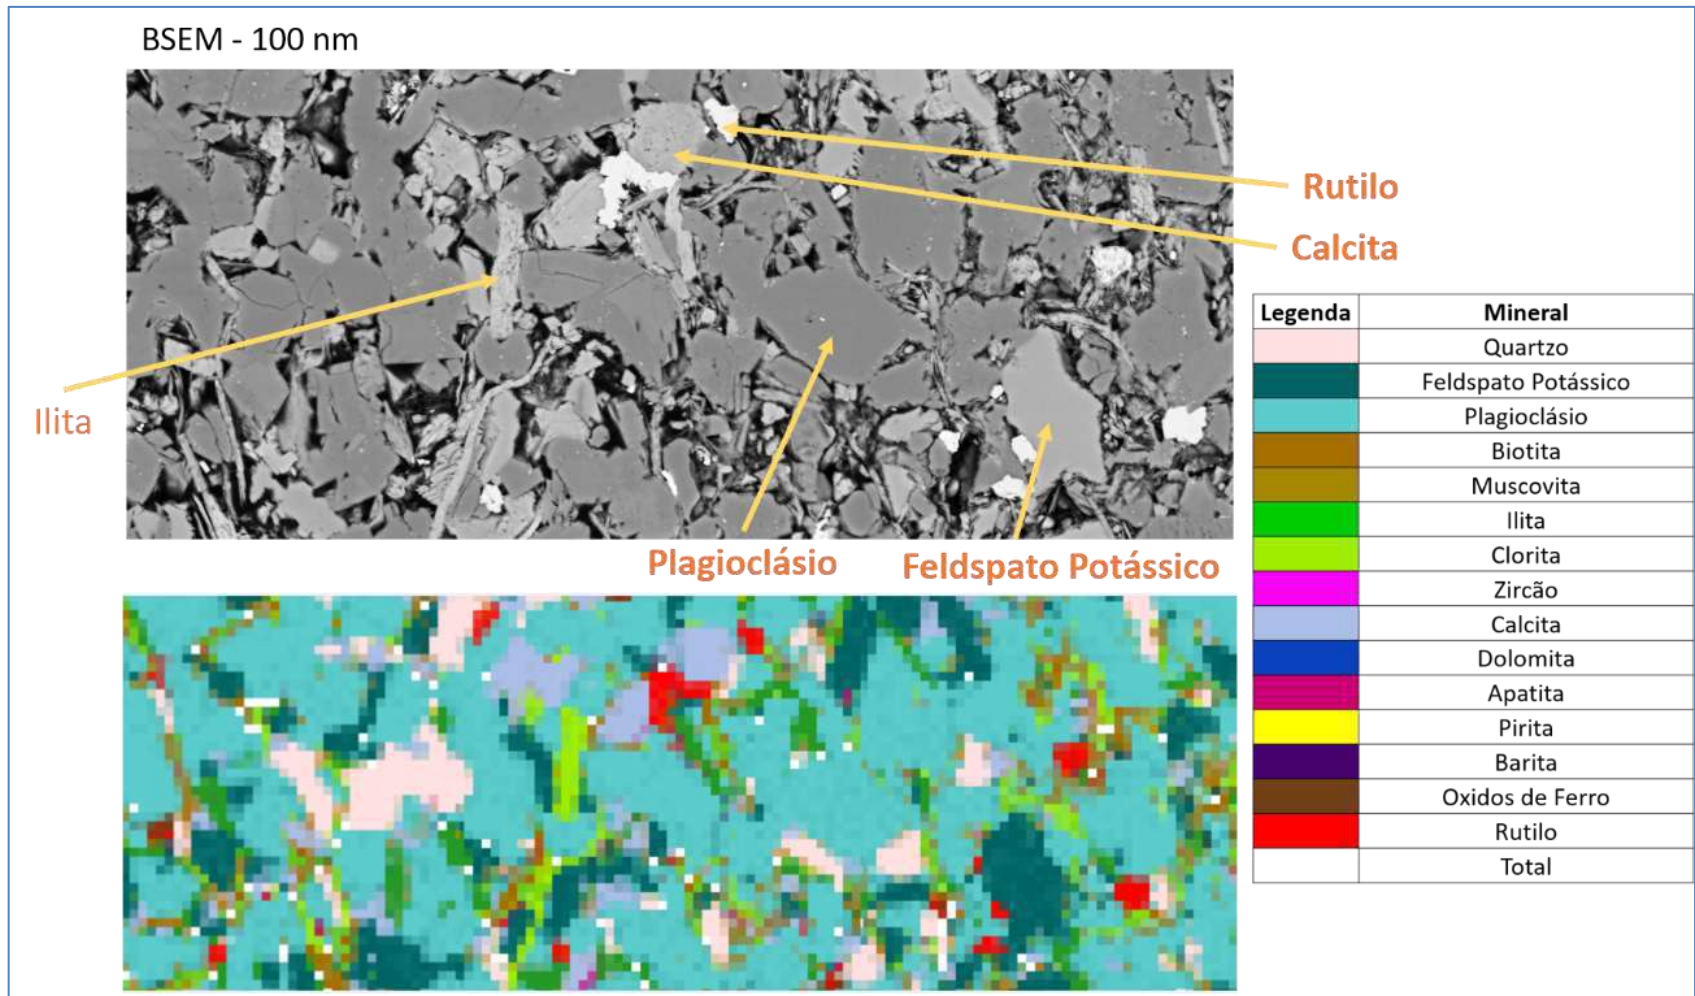 BSEM - 100 nm
Rutilo
Calcita
Ilita
Plagioclásio
Feldspato Potássico
Legenda Mineral
Quartzo
Feldspato Potássico
Plagioclásio
Biotita
Muscovita
Ilita
Clorita
Zircão
Calcita
Dolomita
Apatita
Pirita
Barita
Oxidos de Ferro
Rutilo
Total